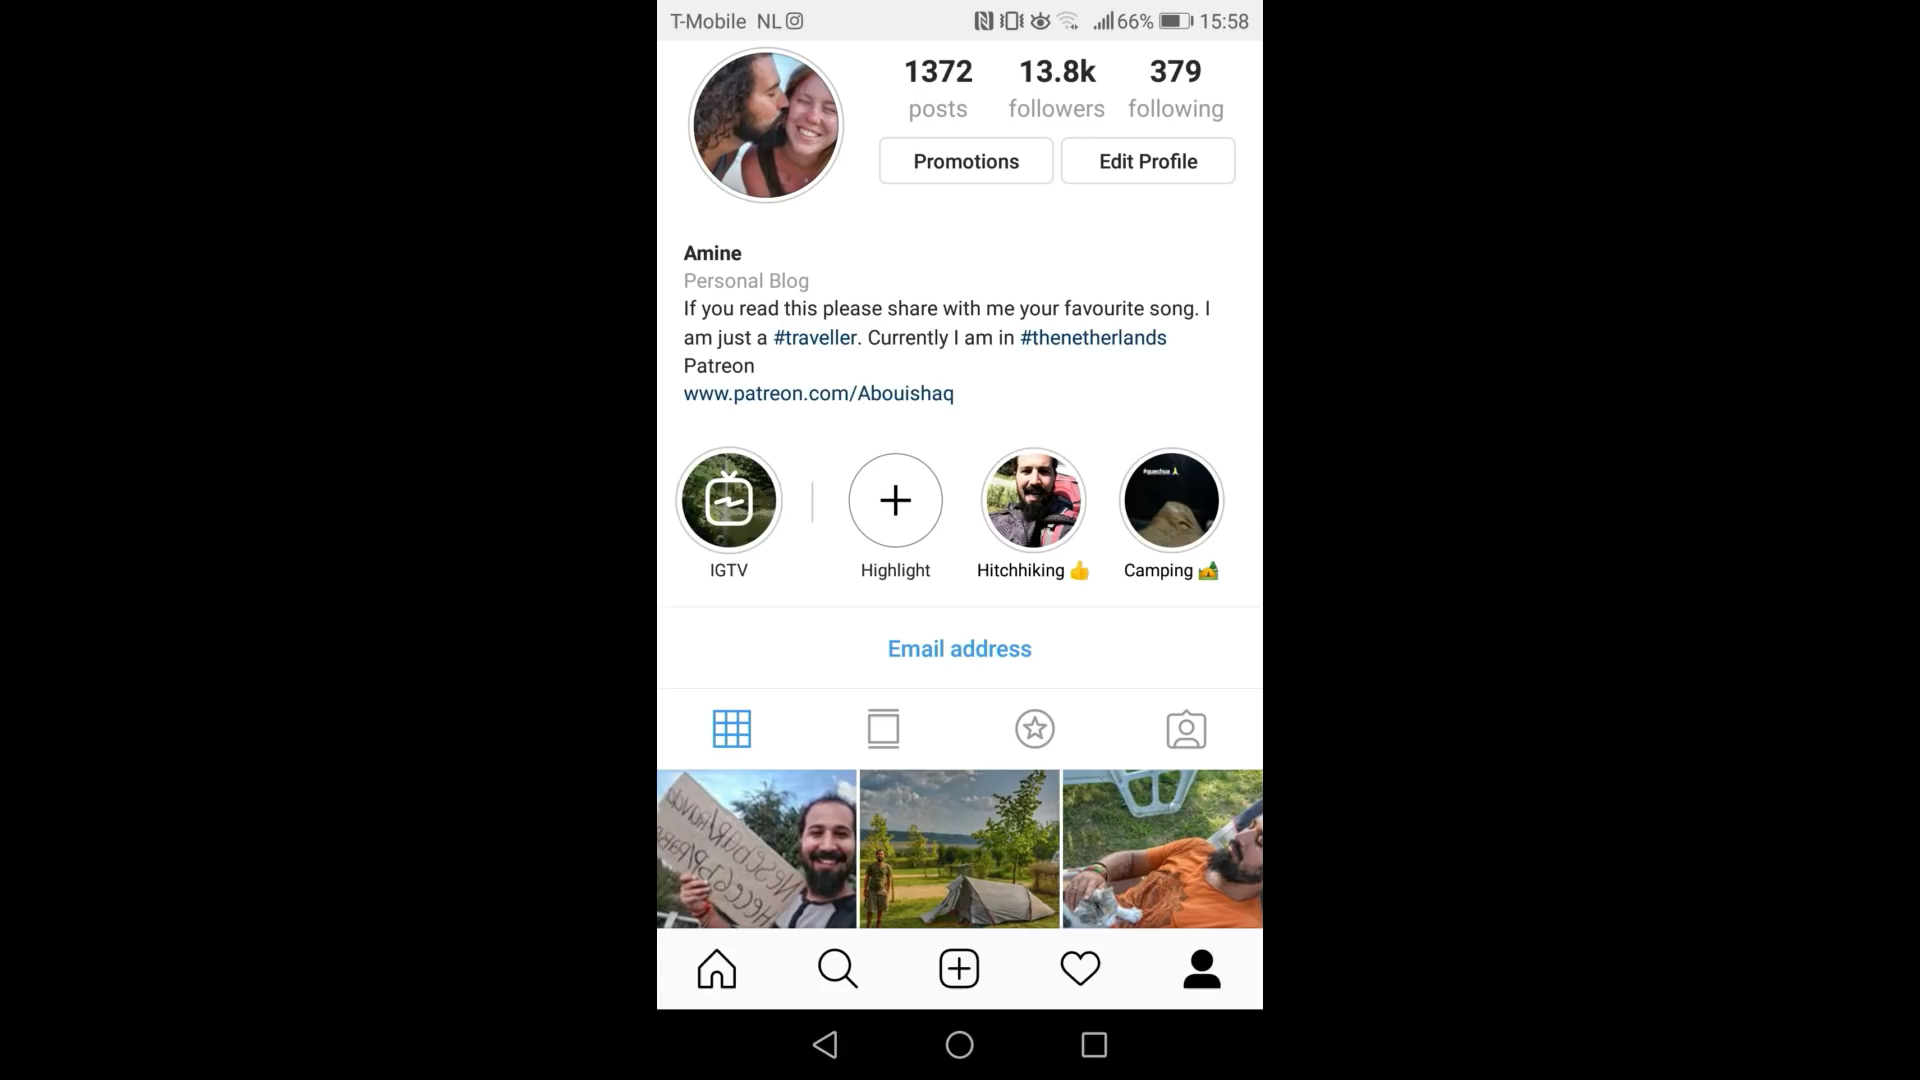 T-Mobile NL 66% 15:58
1372 13.8k 379
posts followers following
Promotions Edit Profile
Amine
Personal Blog
If you read this please share with me your favourite song. I
am just a #traveller. Currently I am in #thenetherlands
Patreon
www.patreon.com/Abouishaq
#quechua
IGTV Highlight Hitchhiking 👍 Camping 🏕
Email address